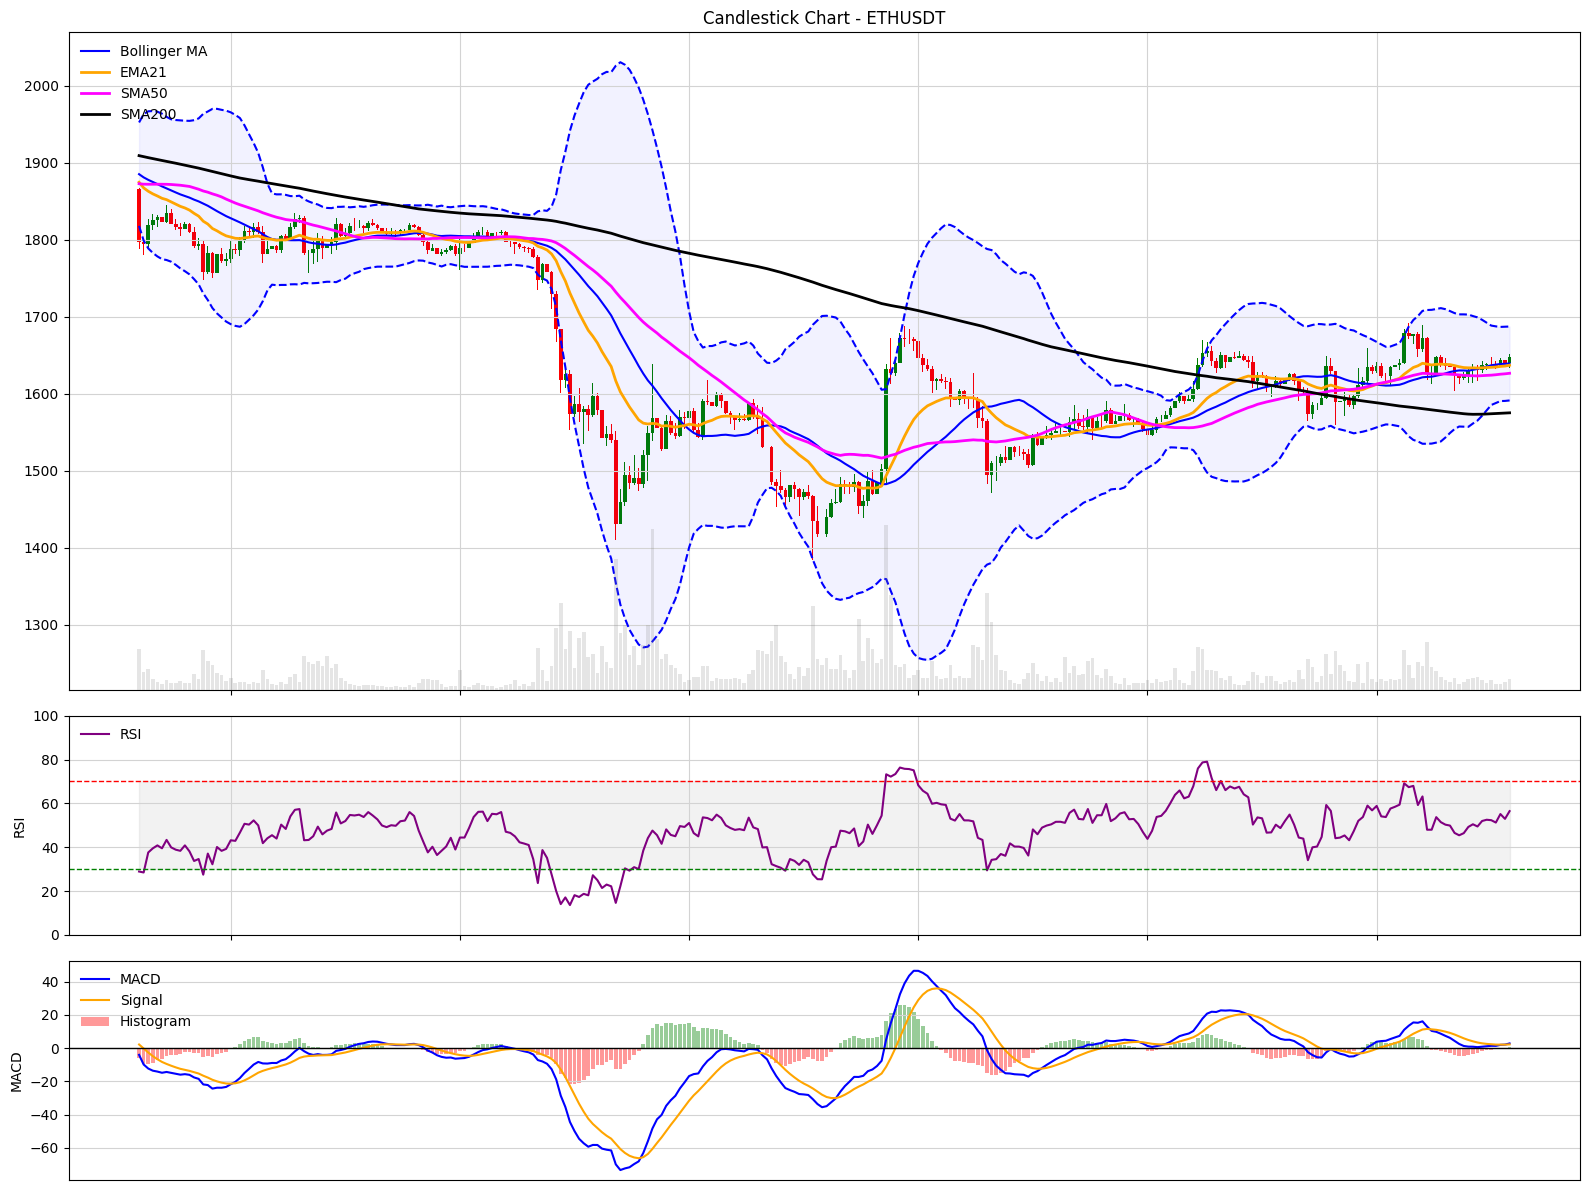 Candlestick Chart - ETHUSDT
Bollinger MA
EMA21
SMA50
SMA200
2000
1900
1800
1700
1600
1500
1400
1300
RSI
100
80
60
40
20
0
RSI
MACD
Signal
Histogram
40
20
0
−20
−40
−60
MACD